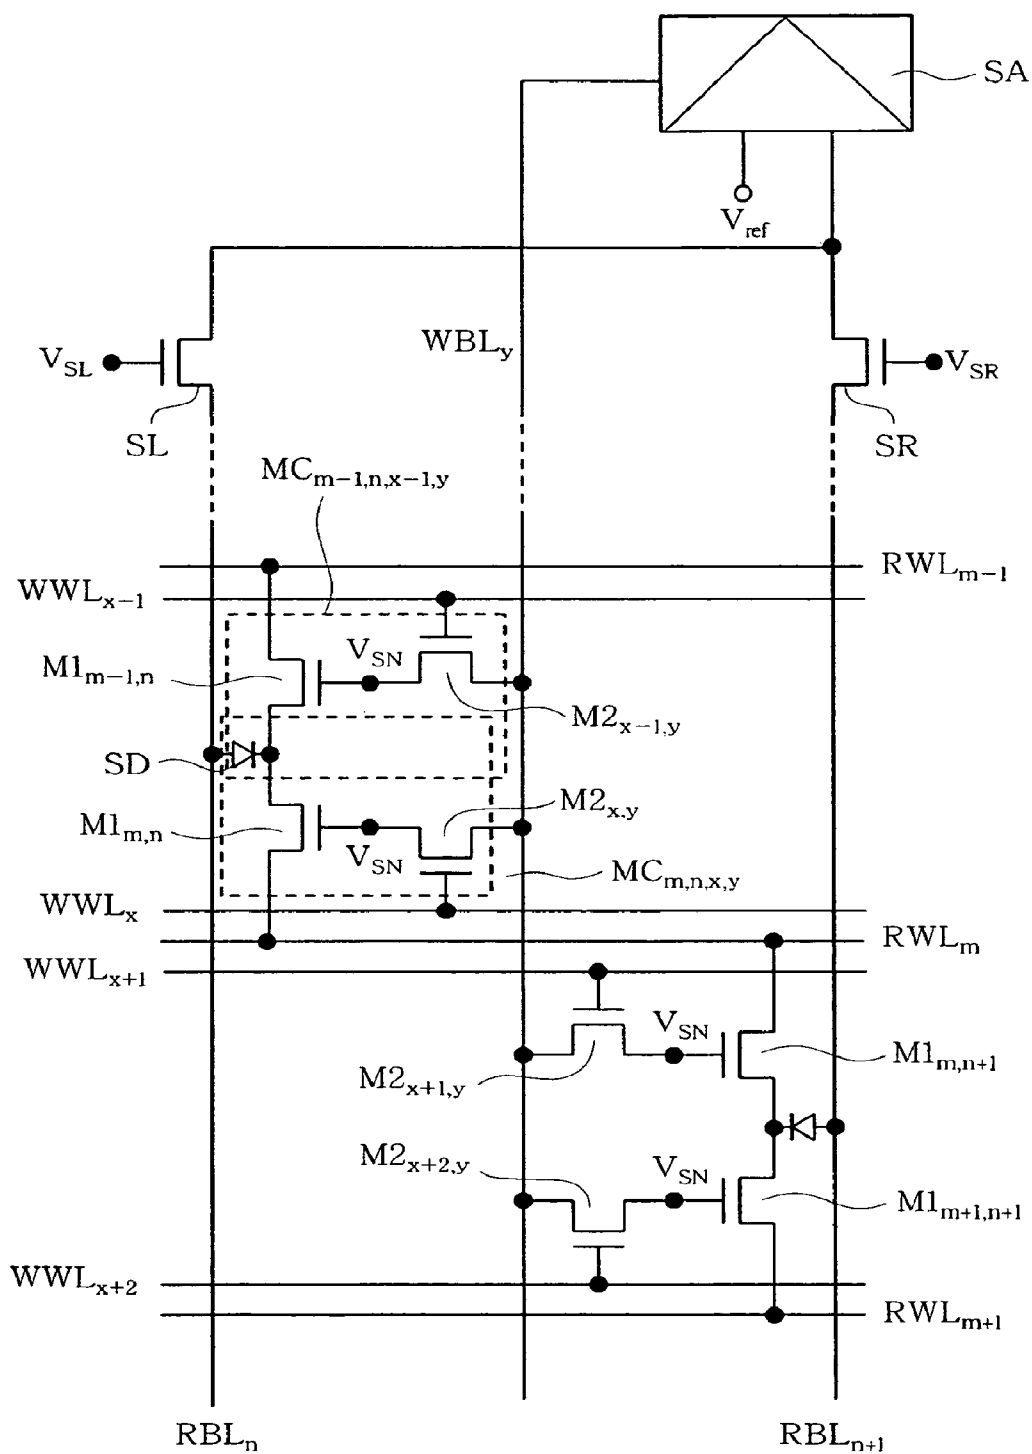 SA
V_ref
WBL_y
V_SL
V_SR
SL
SR
MC_m−1,n,x−1,y
RWL_m−1
WWL_x−1
V_SN
M1_m−1,n
M2_x−1,y
SD
M2_x,y
M1_m,n
V_SN
MC_m,n,x,y
WWL_x
RWL_m
WWL_x+1
V_SN
M1_m,n+1
M2_x+1,y
M2_x+2,y
V_SN
M1_m+1,n+1
WWL_x+2
RWL_m+1
RBL_n
RBL_n+1